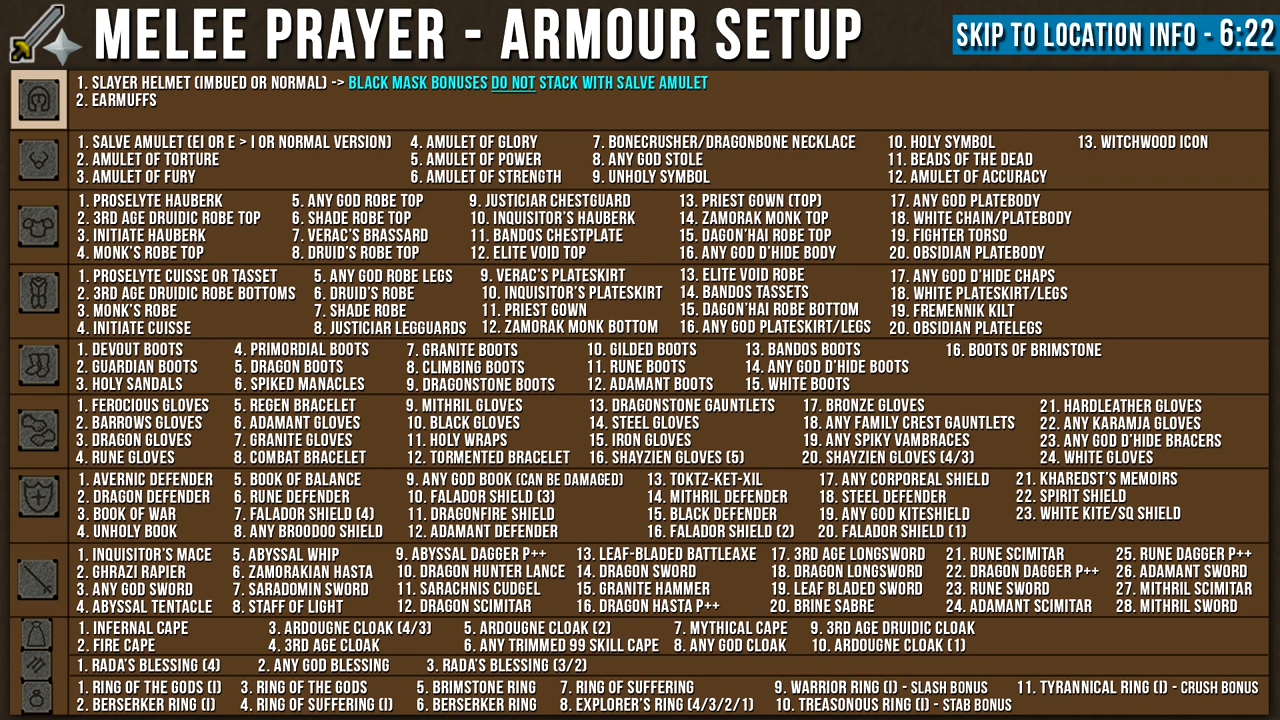 MELEE PRAYER - ARMOUR SETUP
SKIP TO LOCATION INFO - 6:22
1. SLAYER HELMET (IMBUED OR NORMAL) -> BLACK MASK BONUSES DO NOT STACK WITH SALVE AMULET
2. EARMUFFS
1. SALVE AMULET (EI OR E > I OR NORMAL VERSION) 4. AMULET OF GLORY 7. BONECRUSHER/DRAGONBONE NECKLACE 10. HOLY SYMBOL 13. WITCHWOOD ICON
2. AMULET OF TORTURE 5. AMULET OF POWER 8. ANY GOD STOLE 11. BEADS OF THE DEAD
3. AMULET OF FURY 6. AMULET OF STRENGTH 9. UNHOLY SYMBOL 12. AMULET OF ACCURACY
1. PROSELYTE HAUBERK 5. ANY GOD ROBE TOP 9. JUSTICIAR CHESTGUARD 13. PRIEST GOWN (TOP) 17. ANY GOD PLATEBODY
2. 3RD AGE DRUIDIC ROBE TOP 6. SHADE ROBE TOP 10. INQUISITOR'S HAUBERK 14. ZAMORAK MONK TOP 18. WHITE CHAIN/PLATEBODY
3. INITIATE HAUBERK 7. VERAC'S BRASSARD 11. BANDOS CHESTPLATE 15. DAGON'HAI ROBE TOP 19. FIGHTER TORSO
4. MONK'S ROBE TOP 8. DRUID'S ROBE TOP 12. ELITE VOID TOP 16. ANY GOD D'HIDE BODY 20. OBSIDIAN PLATEBODY
1. PROSELYTE CUISSE OR TASSET 5. ANY GOD ROBE LEGS 9. VERAC'S PLATESKIRT 13. ELITE VOID ROBE 17. ANY GOD D'HIDE CHAPS
2. 3RD AGE DRUIDIC ROBE BOTTOMS 6. DRUID'S ROBE 10. INQUISITOR'S PLATESKIRT 14. BANDOS TASSETS 18. WHITE PLATESKIRT/LEGS
3. MONK'S ROBE 7. SHADE ROBE 11. PRIEST GOWN 15. DAGON'HAI ROBE BOTTOM 19. FREMENNIK KILT
4. INITIATE CUISSE 8. JUSTICIAR LEGGUARDS 12. ZAMORAK MONK BOTTOM 16. ANY GOD PLATESKIRT/LEGS 20. OBSIDIAN PLATELEGS
1. DEVOUT BOOTS 4. PRIMORDIAL BOOTS 7. GRANITE BOOTS 10. GILDED BOOTS 13. BANDOS BOOTS 16. BOOTS OF BRIMSTONE
2. GUARDIAN BOOTS 5. DRAGON BOOTS 8. CLIMBING BOOTS 11. RUNE BOOTS 14. ANY GOD D'HIDE BOOTS
3. HOLY SANDALS 6. SPIKED MANACLES 9. DRAGONSTONE BOOTS 12. ADAMANT BOOTS 15. WHITE BOOTS
1. FEROCIOUS GLOVES 5. REGEN BRACELET 9. MITHRIL GLOVES 13. DRAGONSTONE GAUNTLETS 17. BRONZE GLOVES 21. HARDLEATHER GLOVES
2. BARROWS GLOVES 6. ADAMANT GLOVES 10. BLACK GLOVES 14. STEEL GLOVES 18. ANY FAMILY CREST GAUNTLETS 22. ANY KARAMJA GLOVES
3. DRAGON GLOVES 7. GRANITE GLOVES 11. HOLY WRAPS 15. IRON GLOVES 19. ANY SPIKY VAMBRACES 23. ANY GOD D'HIDE BRACERS
4. RUNE GLOVES 8. COMBAT BRACELET 12. TORMENTED BRACELET 16. SHAYZIEN GLOVES (5) 20. SHAYZIEN GLOVES (4/3) 24. WHITE GLOVES
1. AVERNIC DEFENDER 5. BOOK OF BALANCE 9. ANY GOD BOOK (CAN BE DAMAGED) 13. TOKTZ-KET-XIL 17. ANY CORPOREAL SHIELD 21. KHAREDST'S MEMOIRS
2. DRAGON DEFENDER 6. RUNE DEFENDER 10. FALADOR SHIELD (3) 14. MITHRIL DEFENDER 18. STEEL DEFENDER 22. SPIRIT SHIELD
3. BOOK OF WAR 7. FALADOR SHIELD (4) 11. DRAGONFIRE SHIELD 15. BLACK DEFENDER 19. ANY GOD KITESHIELD 23. WHITE KITE/SQ SHIELD
4. UNHOLY BOOK 8. ANY BROODOO SHIELD 12. ADAMANT DEFENDER 16. FALADOR SHIELD (2) 20. FALADOR SHIELD (1)
1. INQUISITOR'S MACE 5. ABYSSAL WHIP 9. ABYSSAL DAGGER P++ 13. LEAF-BLADED BATTLEAXE 17. 3RD AGE LONGSWORD 21. RUNE SCIMITAR 25. RUNE DAGGER P++
2. GHRAZI RAPIER 6. ZAMORAKIAN HASTA 10. DRAGON HUNTER LANCE 14. DRAGON SWORD 18. DRAGON LONGSWORD 22. DRAGON DAGGER P++ 26. ADAMANT SWORD
3. ANY GOD SWORD 7. SARADOMIN SWORD 11. SARACHNIS CUDGEL 15. GRANITE HAMMER 19. LEAF BLADED SWORD 23. RUNE SWORD 27. MITHRIL SCIMITAR
4. ABYSSAL TENTACLE 8. STAFF OF LIGHT 12. DRAGON SCIMITAR 16. DRAGON HASTA P++ 20. BRINE SABRE 24. ADAMANT SCIMITAR 28. MITHRIL SWORD
1. INFERNAL CAPE 3. ARDOUGNE CLOAK (4/3) 5. ARDOUGNE CLOAK (2) 7. MYTHICAL CAPE 9. 3RD AGE DRUIDIC CLOAK
2. FIRE CAPE 4. 3RD AGE CLOAK 6. ANY TRIMMED 99 SKILL CAPE 8. ANY GOD CLOAK 10. ARDOUGNE CLOAK (1)
1. RADA'S BLESSING (4) 2. ANY GOD BLESSING 3. RADA'S BLESSING (3/2)
1. RING OF THE GODS (I) 3. RING OF THE GODS 5. BRIMSTONE RING 7. RING OF SUFFERING 9. WARRIOR RING (I) - SLASH BONUS 11. TYRANNICAL RING (I) - CRUSH BONUS
2. BERSERKER RING (I) 4. RING OF SUFFERING (I) 6. BERSERKER RING 8. EXPLORER'S RING (4/3/2/1) 10. TREASONOUS RING (I) - STAB BONUS